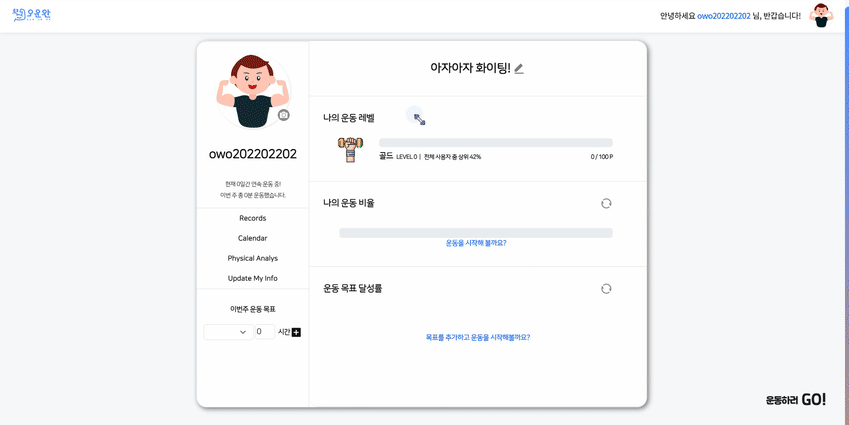 오운완
안녕하세요 owo202202202 님, 반갑습니다!
owo202202202
현재 0일간 연속 운동 중!
이번 주 총 0분 운동했습니다.
Records
Calendar
Physical Analys
Update My Info
이번주 운동 목표
0 시간
아자아자 화이팅!
나의 운동 레벨
골드 LEVEL 0 | 전체 사용자 중 상위 42%
0 / 100 P
나의 운동 비율
운동을 시작해 볼까요?
운동 목표 달성률
목표를 추가하고 운동을 시작해볼까요?
운동하러 GO!